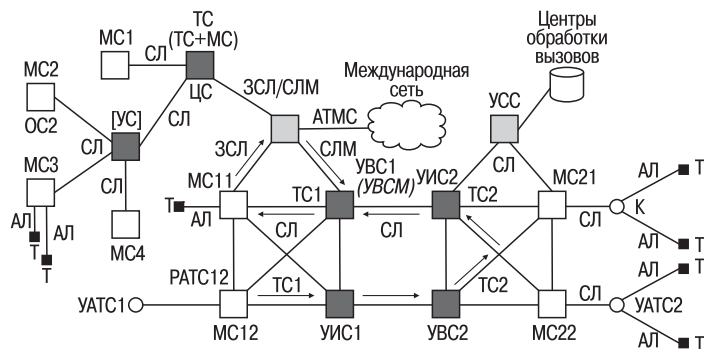 ТС
(ТС+МС)
ЦС
МС1
СЛ
МС2
ОС2
[УС]
СЛ
СЛ
МС3
СЛ
СЛ
АЛ
АЛ
Т
Т
МС4
ЗСЛ/СЛМ
АТМС
Международная
сеть
Центры
обработки
вызовов
УСС
СЛ
ЗСЛ
СЛМ
УВС1
(УВСМ)
УИС2
МС11
ТС1
ТС2
МС21
Т
АЛ
СЛ
СЛ
СЛ
К
АЛ
Т
АЛ
Т
РАТС12
ТС1
ТС2
УАТС1
МС12
УИС1
УВС2
МС22
СЛ
УАТС2
АЛ
Т
АЛ
Т